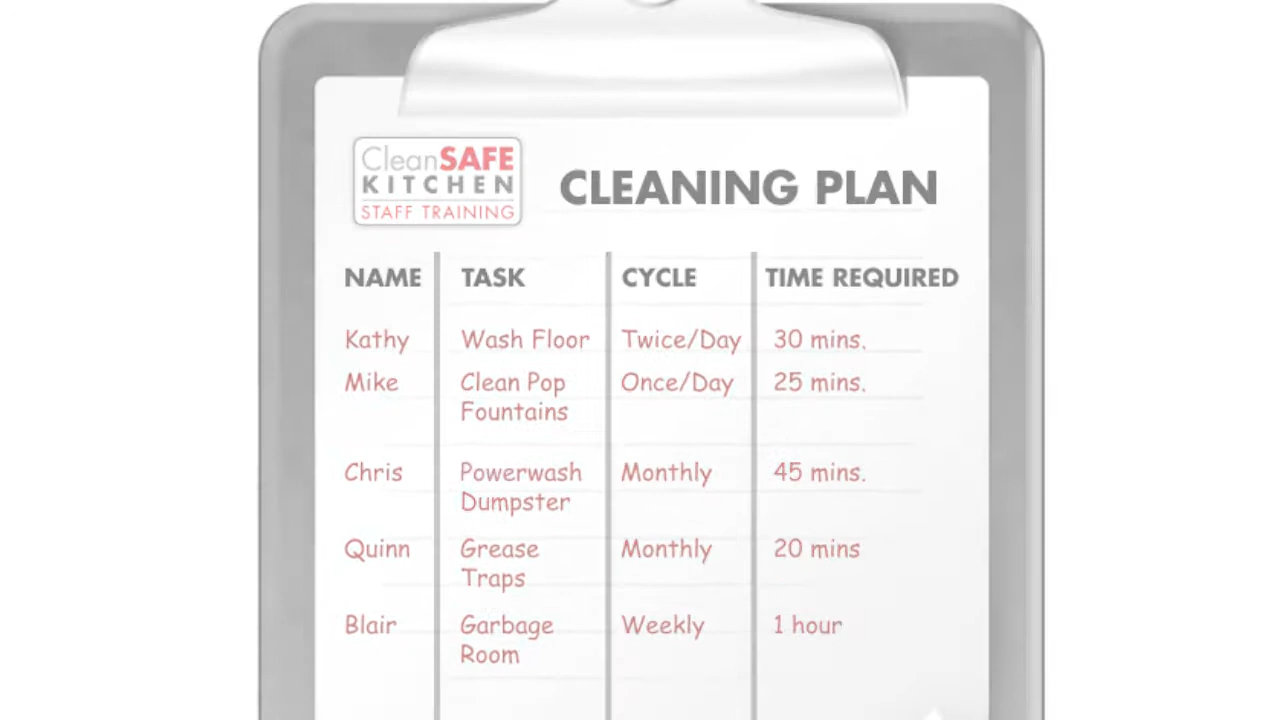 CleanSAFE
KITCHEN
STAFF TRAINING
CLEANING PLAN
NAME TASK CYCLE TIME REQUIRED
Kathy Wash Floor Twice/Day 30 mins.
Mike Clean Pop Once/Day 25 mins.
Fountains
Chris Powerwash Monthly 45 mins.
Dumpster
Quinn Grease Monthly 20 mins
Traps
Blair Garbage Weekly 1 hour
Room